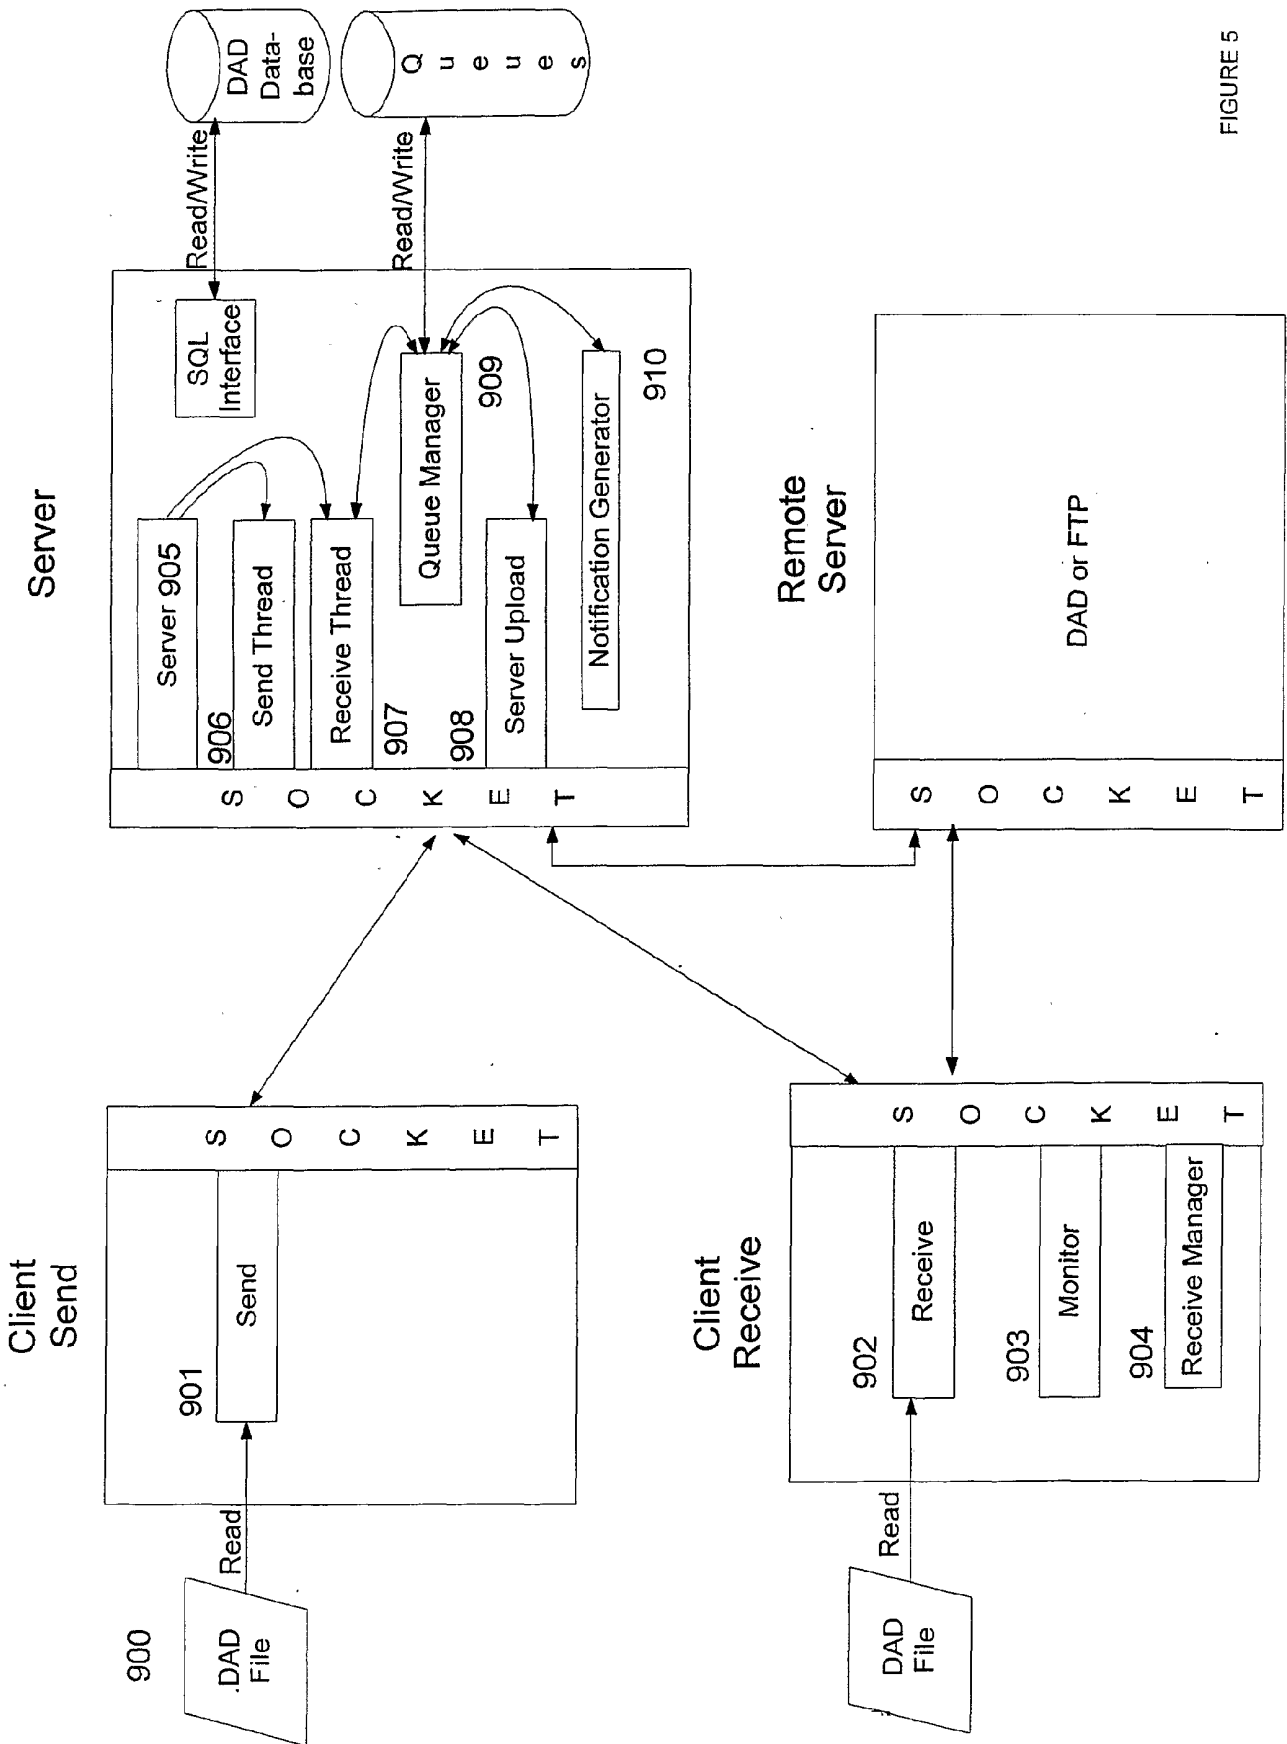 Client
Send
900
.DAD
File
Read
901
Send
S
O
C
K
E
T
Client
Receive
DAD
File
Read
902
Receive
903
Monitor
904
Receive Manager
S
O
C
K
E
T
Server
Server 905
906
Send Thread
Receive Thread
907
908
Server Upload
S
O
C
K
E
T
SQL
Interface
Queue Manager
909
Notification Generator
910
Read/Write
DAD
Data-
base
Read/Write
Q
u
e
u
e
s
Remote
Server
S
O
C
K
E
T
DAD or FTP
FIGURE 5